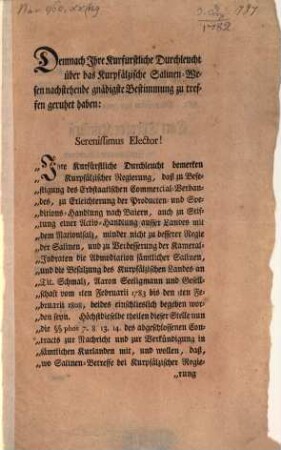 Demnach Ihre Kurfürstliche Durchleucht
über das Kurpfälzische Salinen-We-
sen nachstehende gnädigste Bestimmung zu tref-
fen geruhet haben:
Serenissimus Elector!
„Ihre Kurfürstliche Durchleucht bemerken
„Kurpfälzischer Regierung, daß zu Befe-
„stigung des Erbstaatlichen Commercial-Verban-
„des, zu Erleichterung der Producten- und Spe-
„ditions-Handlung nach Baiern, auch zu Stif-
„tung einer Activ-Handlung ausser Landes mit
„dem Nationalsalz, minder nicht zu besserer Regie
„der Salinen, und zu Verbesserung der Kameral-
„Intraten die Admodiation sämtlicher Salinen,
„und die Besalzung des Kurpfälzischen Landes an
„Tit. Schmalz, Aaron Seeligmann und Gesell-
„schaft vom 1ten Februarii 1783 bis den 1ten Fe-
„bruarii 1808, beides einschliesslich begeben wor-
„den seyn. Höchstdieselbe theilen dieser Stelle nun
„die §§ phos 7. 8. 13. 14. des abgeschlossenen Con-
„tracts zur Nachricht und zur Verkündigung in
„sämtlichen Kurlanden mit, und wollen, daß,
„wo Salinen-Betreffe bei Kurpfälzischer Regie-
„rung